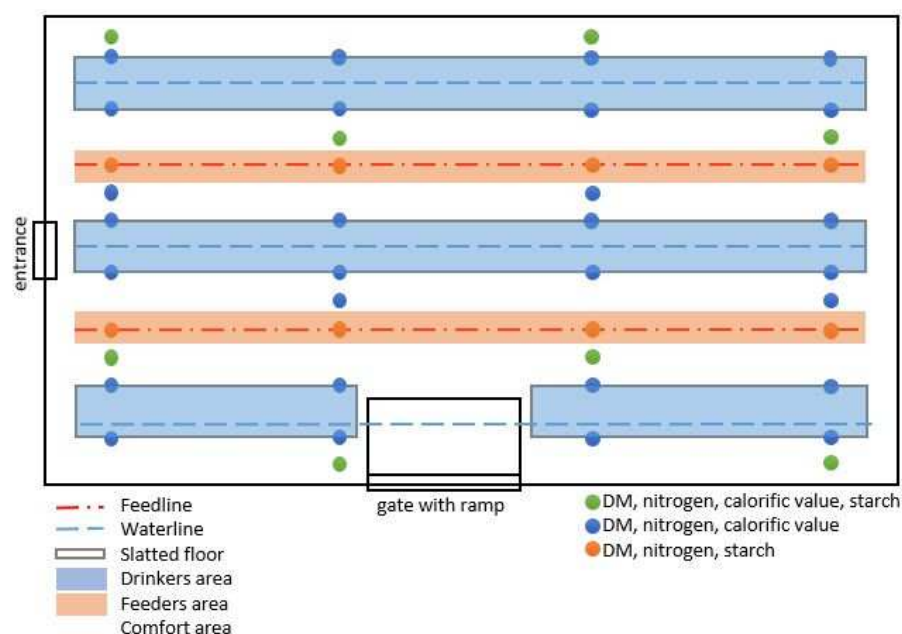 entrance
gate with ramp
Feedline
Waterline
Slatted floor
Drinkers area
Feeders area
Comfort area
DM, nitrogen, calorific value, starch
DM, nitrogen, calorific value
DM, nitrogen, starch